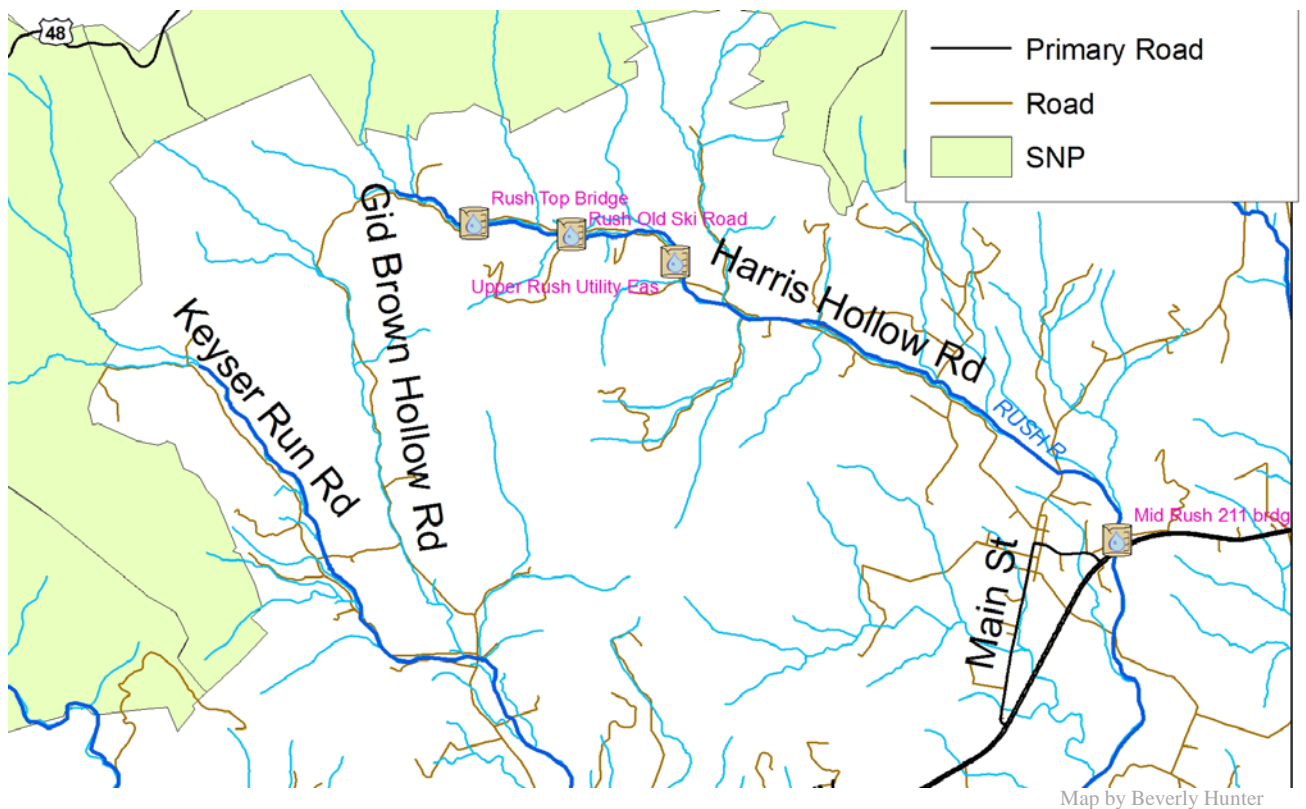 48
Primary Road
Road
SNP
Rush Top Bridge
Rush Old Ski Road
Upper Rush Utility Eas
Gid Brown Hollow Rd
Harris Hollow Rd
Keyser Run Rd
RUSH R
Mid Rush 211 brdg
Main St
Map by Beverly Hunter